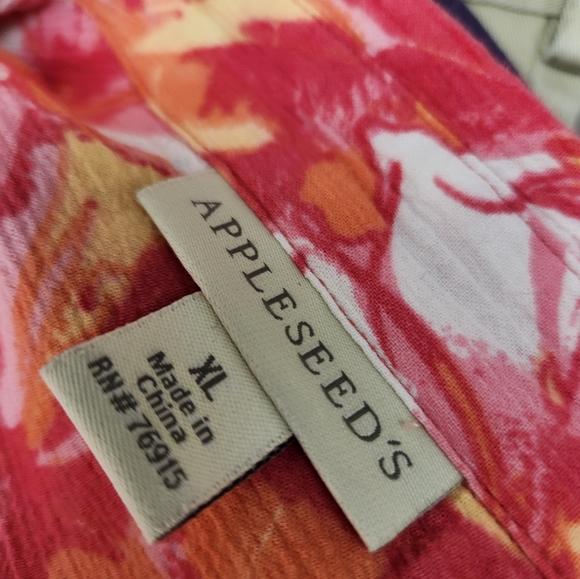 APPLESEED'S
XL
Made in
China
RN# 76915